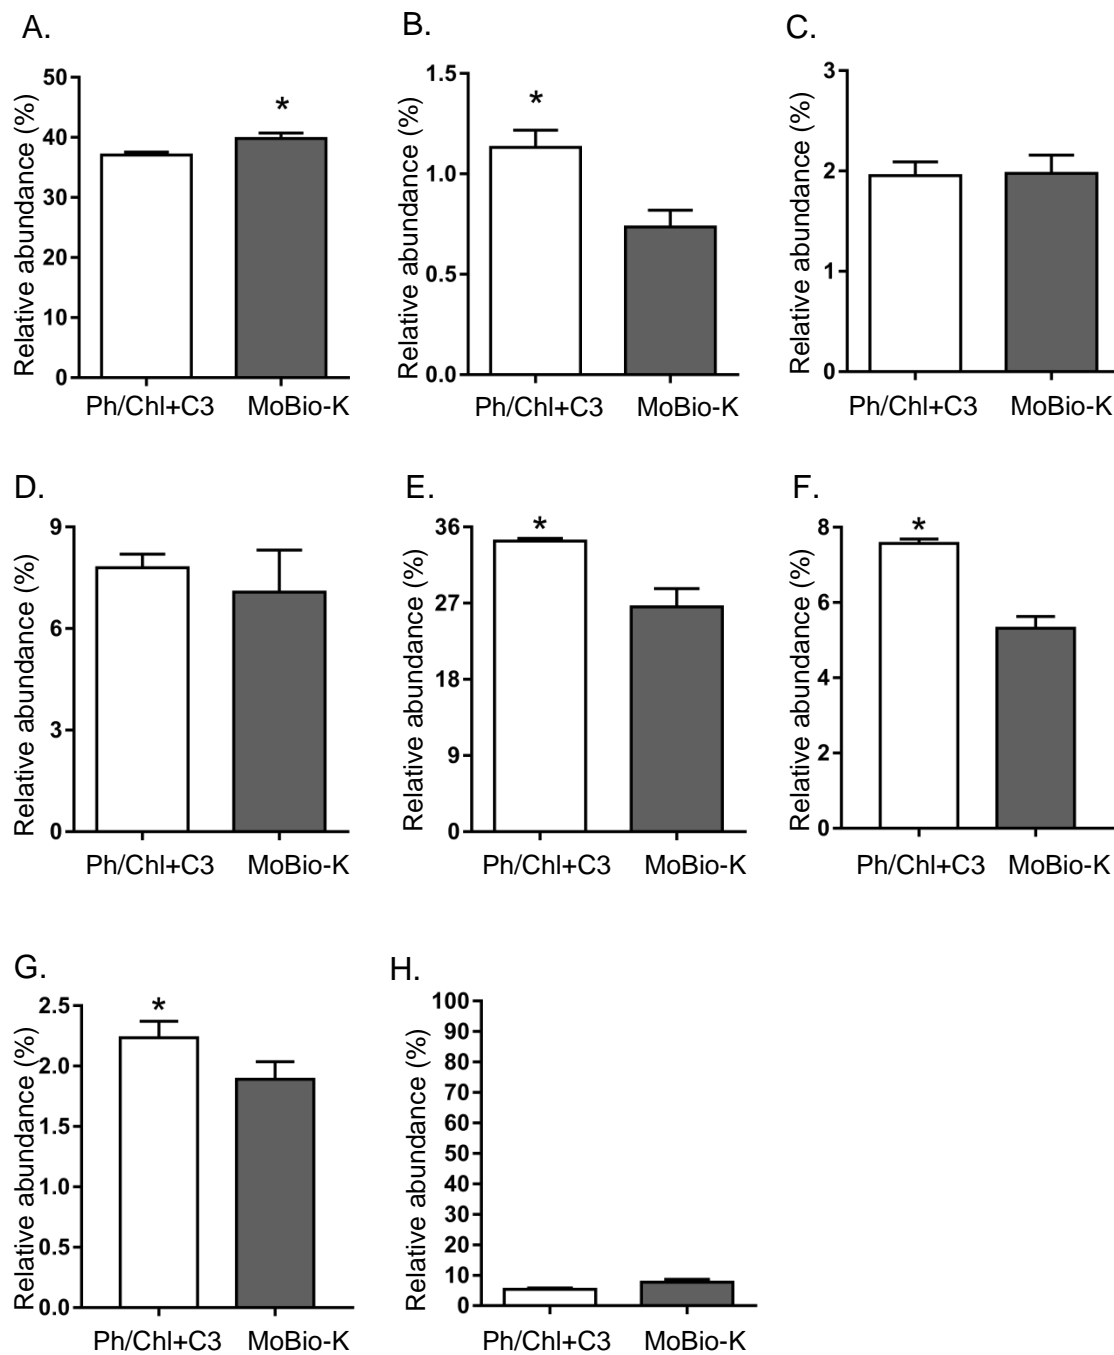 A.
B.
C.
Relative abundance (%)
50
40
30
20
10
0
*
Ph/Chl+C3
MoBio-K
Relative abundance (%)
1.5
1.0
0.5
0.0
*
Ph/Chl+C3
MoBio-K
Relative abundance (%)
3
2
1
0
Ph/Chl+C3
MoBio-K
D.
E.
F.
Relative abundance (%)
9
6
3
0
Ph/Chl+C3
MoBio-K
Relative abundance (%)
36
27
18
9
0
*
Ph/Chl+C3
MoBio-K
Relative abundance (%)
8
6
4
2
0
*
Ph/Chl+C3
MoBio-K
G.
H.
Relative abundance (%)
2.5
2.0
1.5
1.0
0.5
0.0
*
Ph/Chl+C3
MoBio-K
Relative abundance (%)
100
90
80
70
60
50
40
30
20
10
0
Ph/Chl+C3
MoBio-K